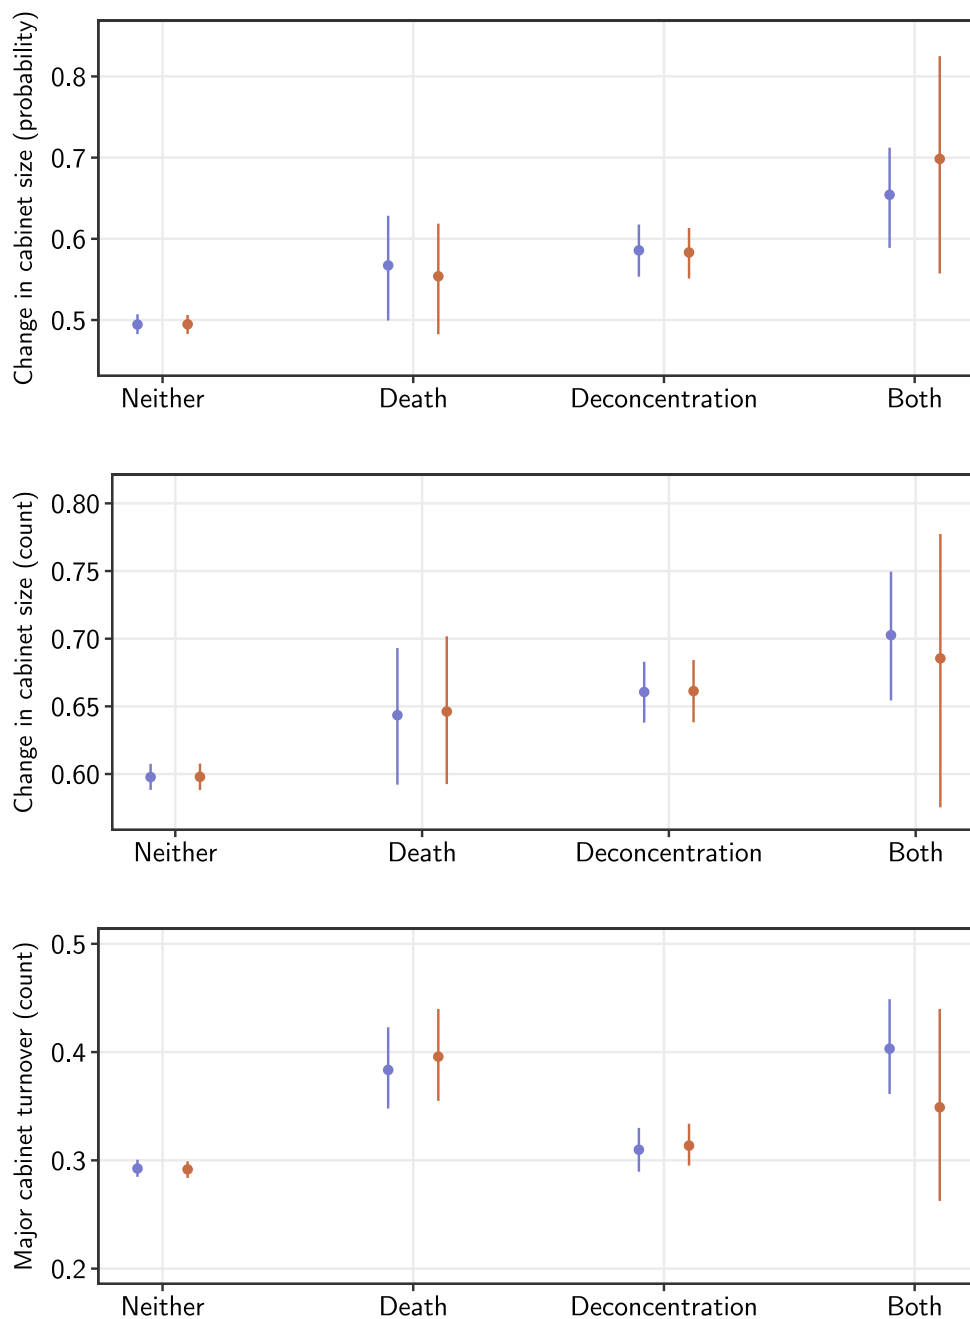 Change in cabinet size (probability)
0.8
0.7
0.6
0.5
Neither Death Deconcentration Both
Change in cabinet size (count)
0.80
0.75
0.70
0.65
0.60
Neither Death Deconcentration Both
Major cabinet turnover (count)
0.5
0.4
0.3
0.2
Neither Death Deconcentration Both